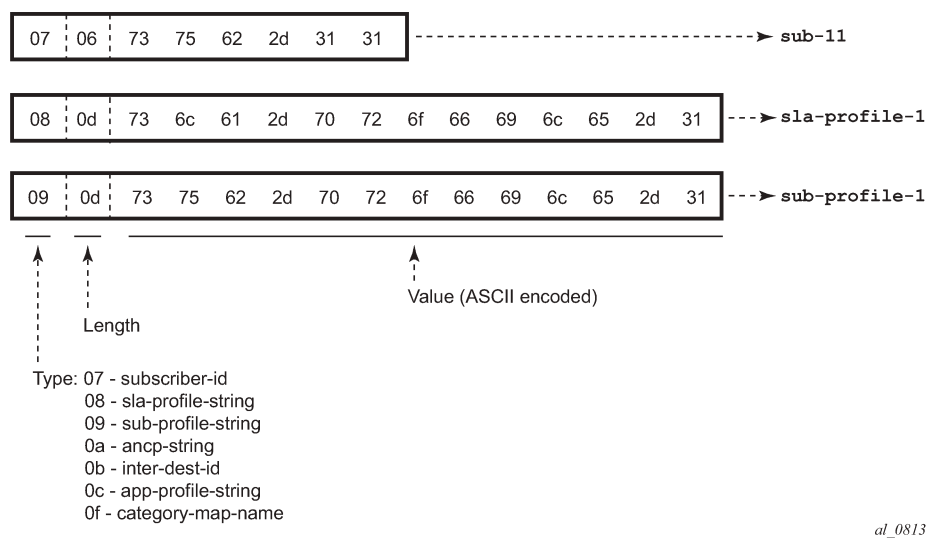 07 06 73 75 62 2d 31 31 sub-11
08 0d 73 6c 61 2d 70 72 6f 66 69 6c 65 2d 31 sla-profile-1
09 0d 73 75 62 2d 70 72 6f 66 69 6c 65 2d 31 sub-profile-1
Value (ASCII encoded)
Length
Type: 07 - subscriber-id
08 - sla-profile-string
09 - sub-profile-string
0a - ancp-string
0b - inter-dest-id
0c - app-profile-string
0f - category-map-name
al_0813